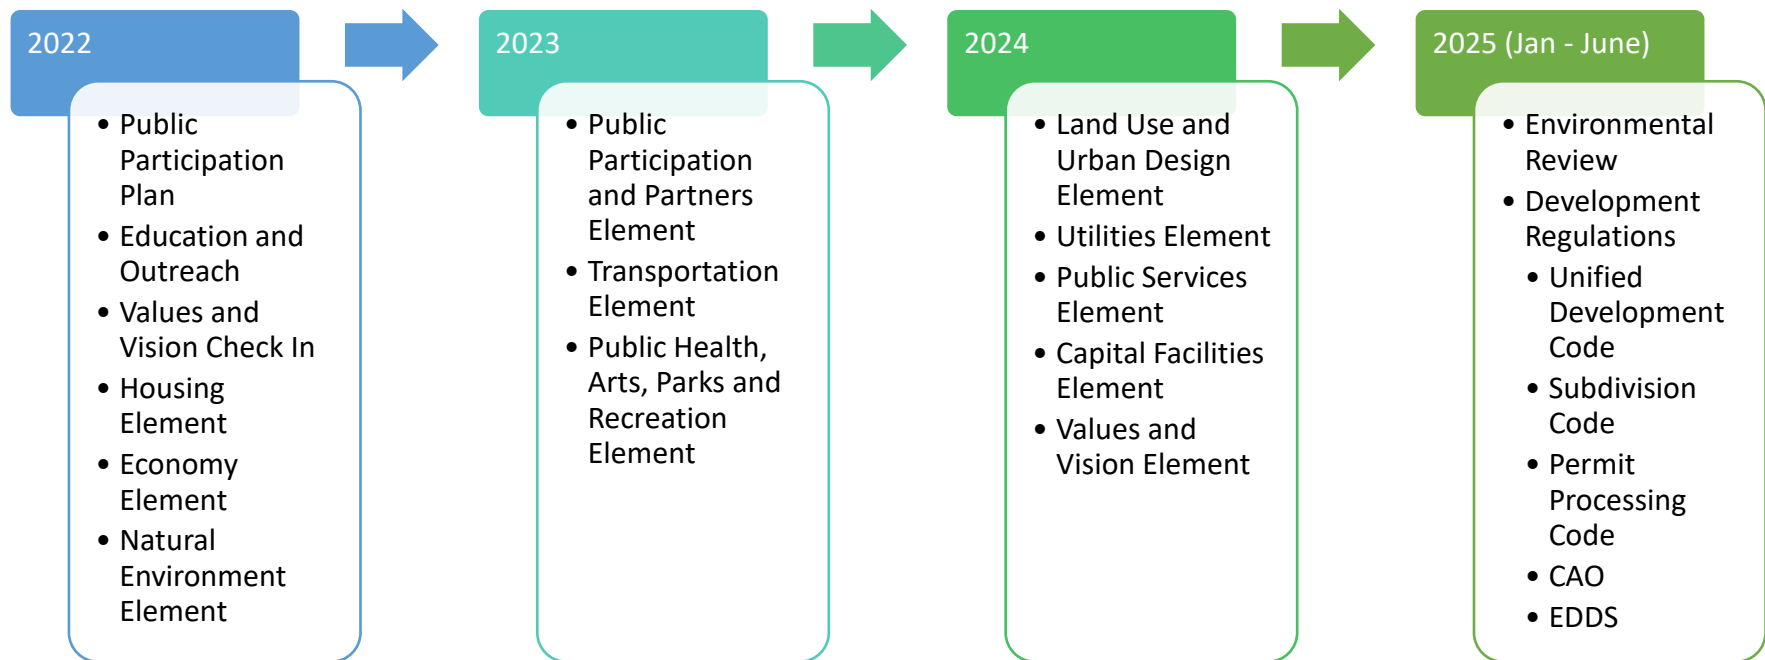 2022
• Public
Participation
Plan
• Education and
Outreach
• Values and
Vision Check In
• Housing
Element
• Economy
Element
• Natural
Environment
Element
2023
• Public
Participation
and Partners
Element
• Transportation
Element
• Public Health,
Arts, Parks and
Recreation
Element
2024
• Land Use and
Urban Design
Element
• Utilities Element
• Public Services
Element
• Capital Facilities
Element
• Values and
Vision Element
2025 (Jan - June)
• Environmental
Review
• Development
Regulations
• Unified
Development
Code
• Subdivision
Code
• Permit
Processing
Code
• CAO
• EDDS